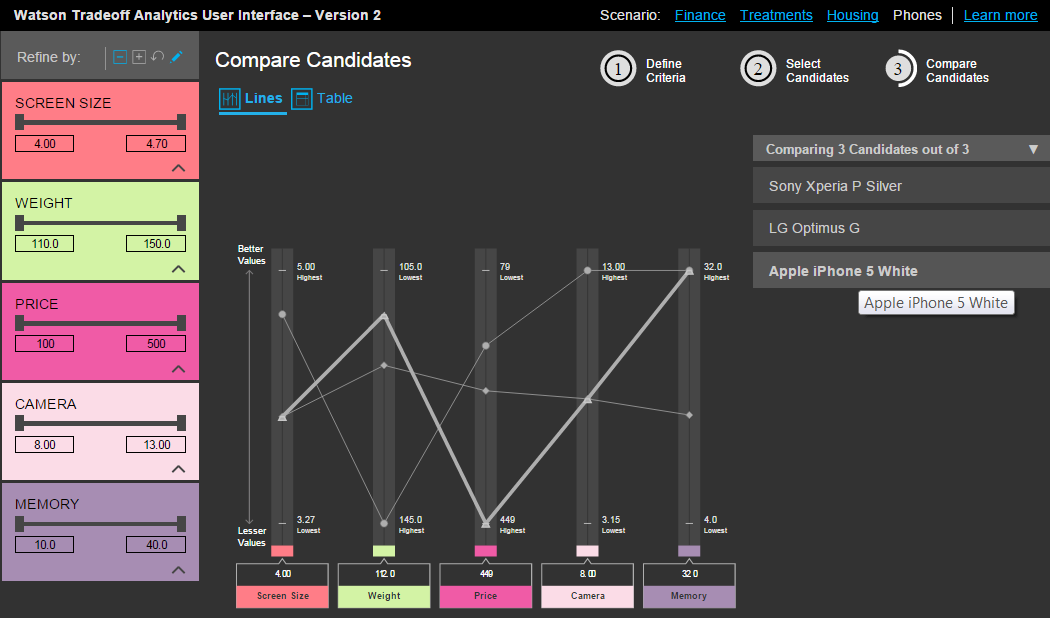 Watson Tradeoff Analytics User Interface – Version 2
Scenario: Finance Treatments Housing Phones Learn more
Refine by:
Compare Candidates
1 Define Criteria
2 Select Candidates
3 Compare Candidates
Lines Table
SCREEN SIZE
4.00 4.70
WEIGHT
110.0 150.0
PRICE
100 500
CAMERA
8.00 13.00
MEMORY
10.0 40.0
Comparing 3 Candidates out of 3
Sony Xperia P Silver
LG Optimus G
Apple iPhone 5 White
Apple iPhone 5 White
Better
Values
5.00 105.0 79 13.00 32.0
Highest Lowest Lowest Highest Highest
3.27 145.0 449 3.15 4.0
Lowest Highest Highest Lowest Lowest
Lesser
Values
4.00 112.0 449 8.00 32.0
Screen Size Weight Price Camera Memory